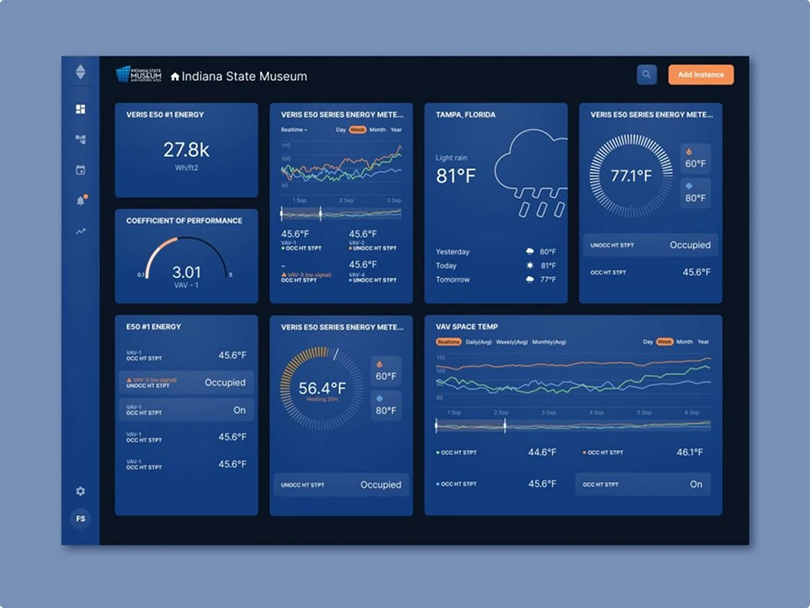 INDIANA STATE
MUSEUM
AND HISTORIC SITES
Indiana State Museum
Add instance
VERIS E50 #1 ENERGY
27.8k
Wh/ft2
COEFFICIENT OF PERFORMANCE
0.1
3.01
5
VAV - 1
VERIS E50 SERIES ENERGY METE...
Realtime
Day Week Month Year
110
100
90
80
1 Sep 2 Sep 3 Sep
45.6°F 45.6°F
VAV-1 VAV-2
OCC HT STPT UNOCC HT STPT
- 45.6°F
VAV-3 (no signal) VAV-4
OCC HT STPT UNOCC HT STPT
TAMPA, FLORIDA
Light rain
81°F
Yesterday 80°F
Today 81°F
Tomorrow 77°F
VERIS E50 SERIES ENERGY METE...
77.1°F
60°F
80°F
UNOCC HT STPT Occupied
OCC HT STPT 45.6°F
E50 #1 ENERGY
VAV-1
OCC HT STPT 45.6°F
VAV-3 (no signal)
UNOCC HT STPT Occupied
VAV-1
OCC HT STPT On
VAV-1
OCC HT STPT 45.6°F
VAV-1
OCC HT STPT 45.6°F
VERIS E50 SERIES ENERGY METE...
56.4°F
Heating 20m
60°F
80°F
UNOCC HT STPT Occupied
VAV SPACE TEMP
Realtime Daily(Avg) Weekly(Avg) Monthly(Avg)
Day Week Month Year
110
100
90
80
1 Sep 2 Sep 3 Sep 4 Sep 5 Sep 6 Sep
OCC HT STPT 44.6°F OCC HT STPT 46.1°F
OCC HT STPT 45.6°F OCC HT STPT On
FS